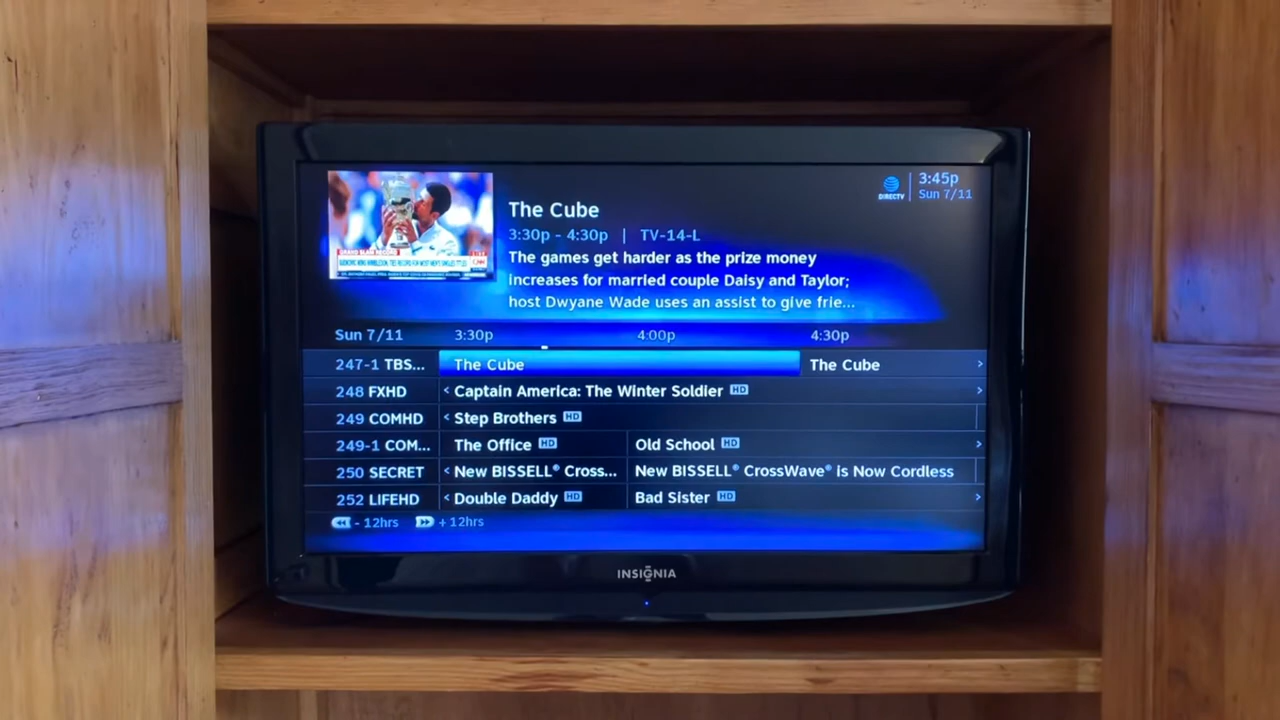 GRAND SLAM RECORD
CNN
DIRECTV
3:45p
Sun 7/11
The Cube
3:30p - 4:30p | TV-14-L
The games get harder as the prize money
increases for married couple Daisy and Taylor;
host Dwyane Wade uses an assist to give frie...
Sun 7/11 3:30p 4:00p 4:30p
247-1 TBS... The Cube The Cube >
248 FXHD < Captain America: The Winter Soldier HD >
249 COMHD < Step Brothers HD
249-1 COM... The Office HD Old School HD >
250 SECRET < New BISSELL® Cross... New BISSELL® CrossWave® is Now Cordless
252 LIFEHD < Double Daddy HD Bad Sister HD >
- 12hrs + 12hrs
INSIGNIA